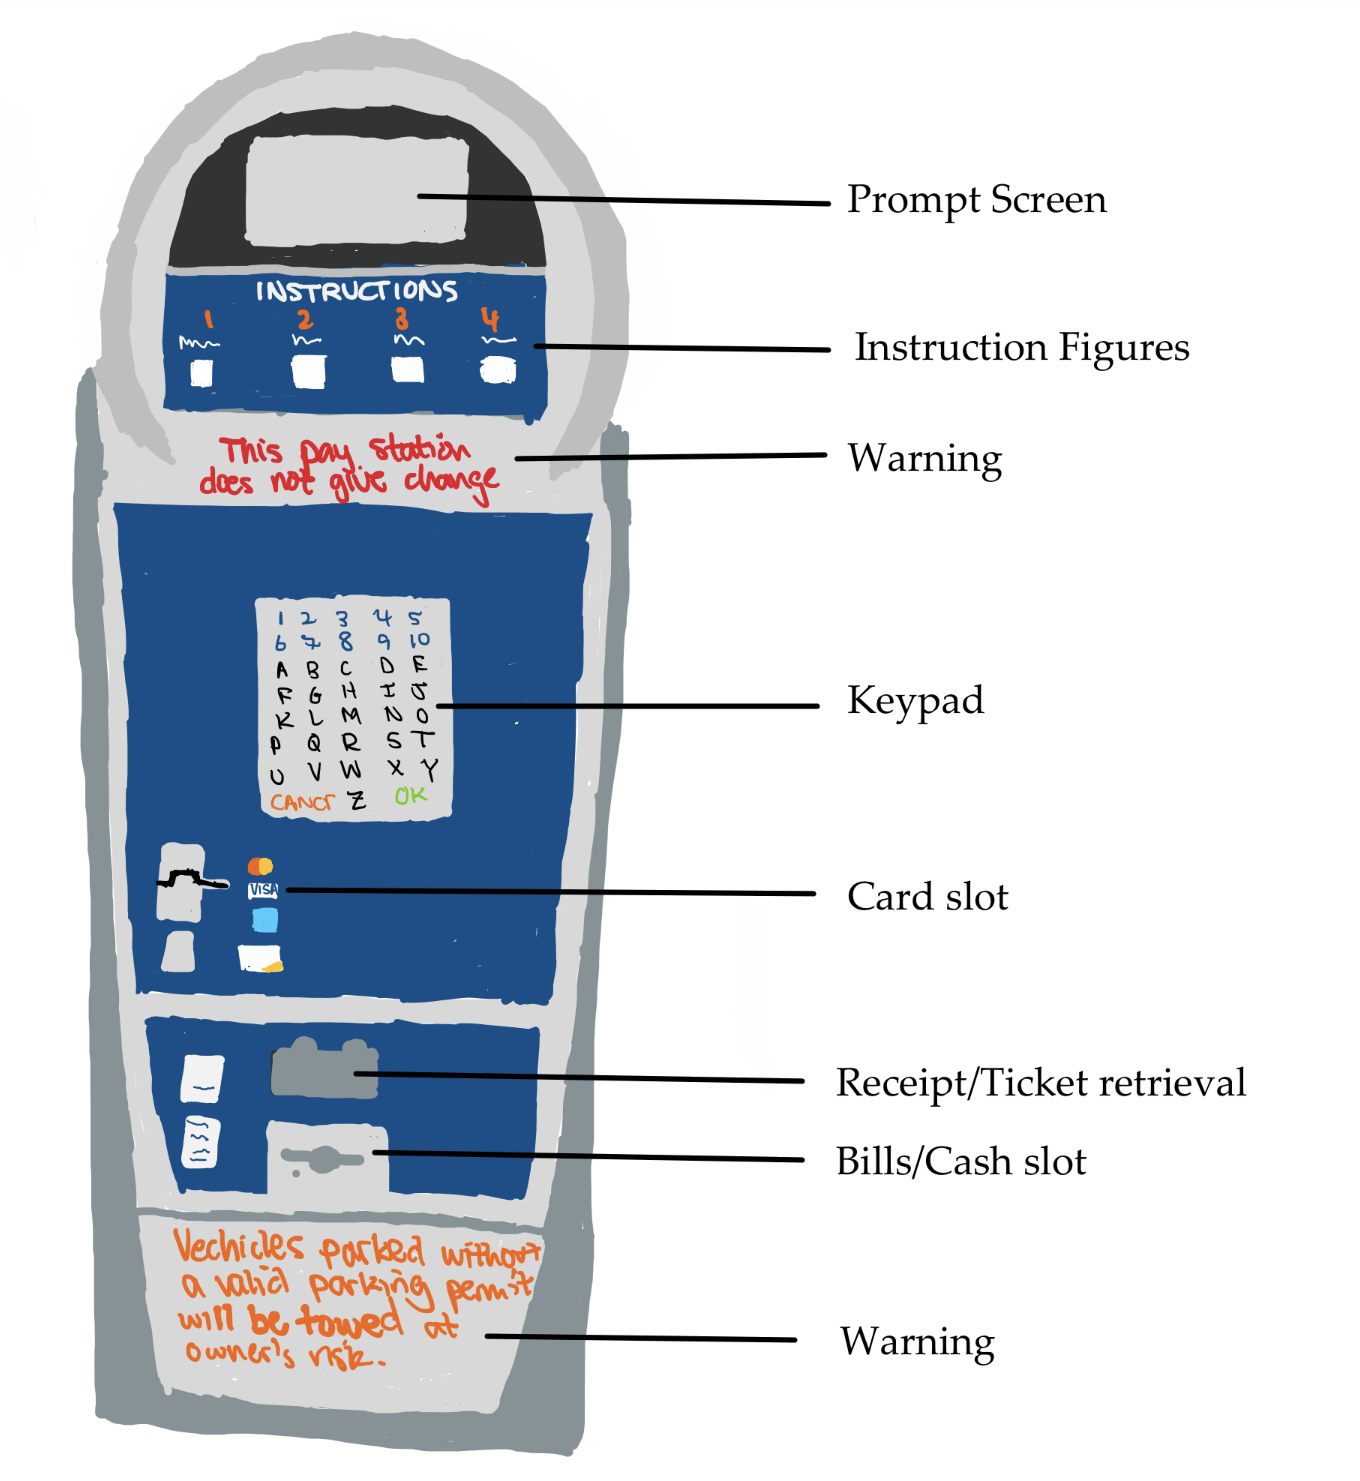 Prompt Screen
INSTRUCTIONS
1 2 3 4
Instruction Figures
This pay station
does not give change
Warning
1 2 3 4 5
6 7 8 9 10
A B C D E
F G H I J
K L M N O
P Q R S T
U V W X Y
CANCr Z OK
Keypad
VISA
Card slot
Receipt/Ticket retrieval
Bills/Cash slot
Vechicles parked without
a valid parking permit
will be towed at
owner's risk.
Warning